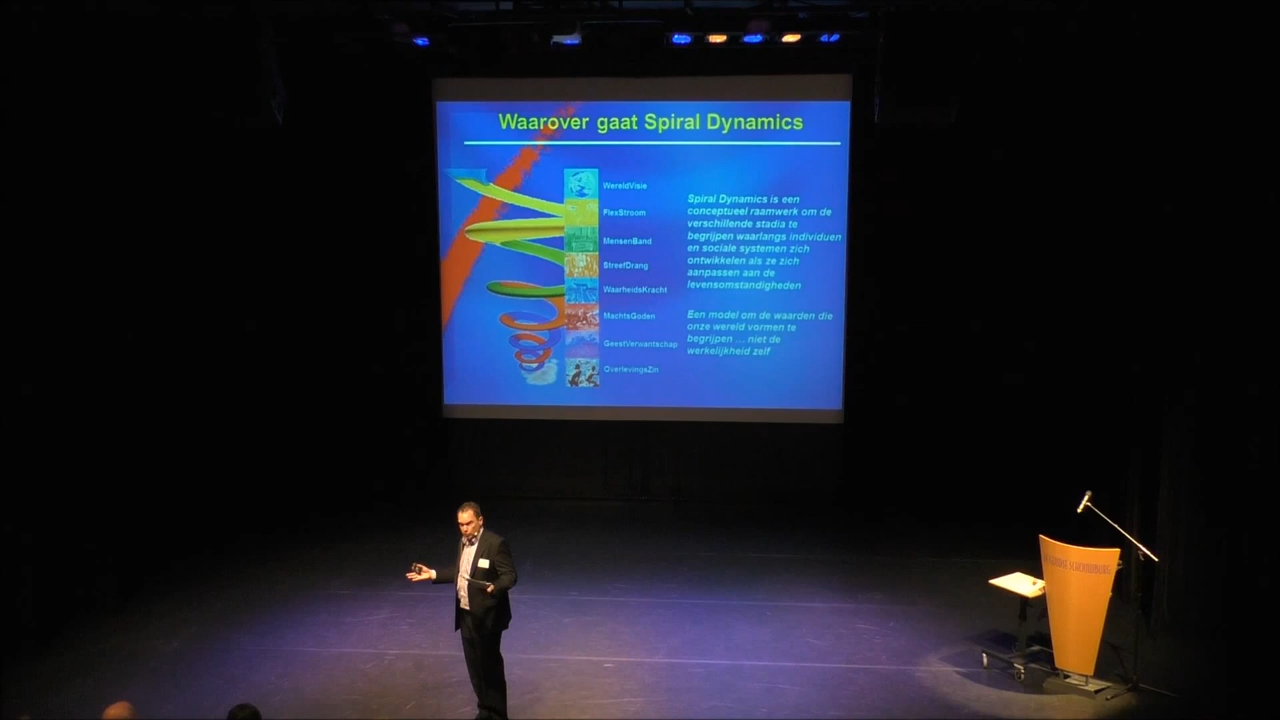 Waarover gaat Spiral Dynamics
WereldVisie
FlexStroom
MensenBand
StreefDrang
WaarheidsKracht
MachtsGoden
GeestVerwantschap
OverlevingsZin
Spiral Dynamics is een
conceptueel raamwerk om de
verschillende stadia te
begrijpen waarlangs individuen
en sociale systemen zich
ontwikkelen als ze zich
aanpassen aan de
levensomstandigheden
Een model om de waarden die
onze wereld vormen te
begrijpen ... niet de
werkelijkheid zelf